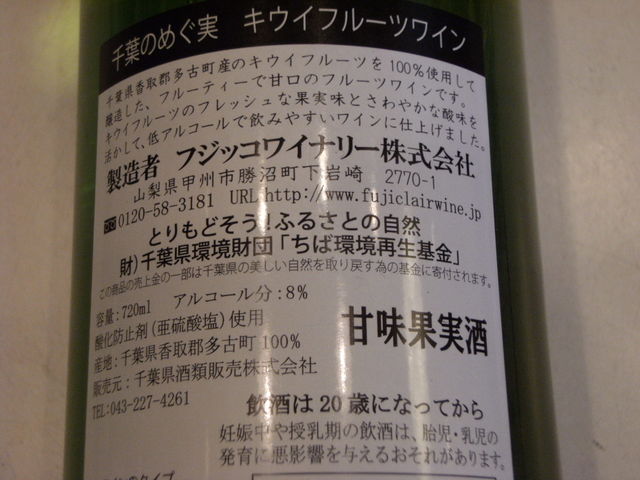 千葉のめぐ実 キウイフルーツワイン
千葉県香取郡多古町産のキウイフルーツを100%使用して
醸造した、フルーティーで甘口のフルーツワインです。
キウイフルーツのフレッシュな果実味とさわやかな酸味を
活かして、低アルコールで飲みやすいワインに仕上げました。
製造者 フジッコワイナリー株式会社
山梨県甲州市勝沼町下岩崎 2770-1
0120-58-3181 URL http://www.fujiclairwine.jp
とりもどそう!ふるさとの自然
財)千葉県環境財団「ちば環境再生基金」
この商品の売上金の一部は千葉県の美しい自然を取り戻す為の基金に寄付されます。
容量:720ml アルコール分:8%
酸化防止剤(亜硫酸塩)使用
産地:千葉県香取郡多古町100%
甘味果実酒
販売元:千葉県酒類販売株式会社
TEL:043-227-4261
飲酒は20歳になってから
妊娠中や授乳期の飲酒は、胎児・乳児の
発育に悪影響を与えるおそれがあります。